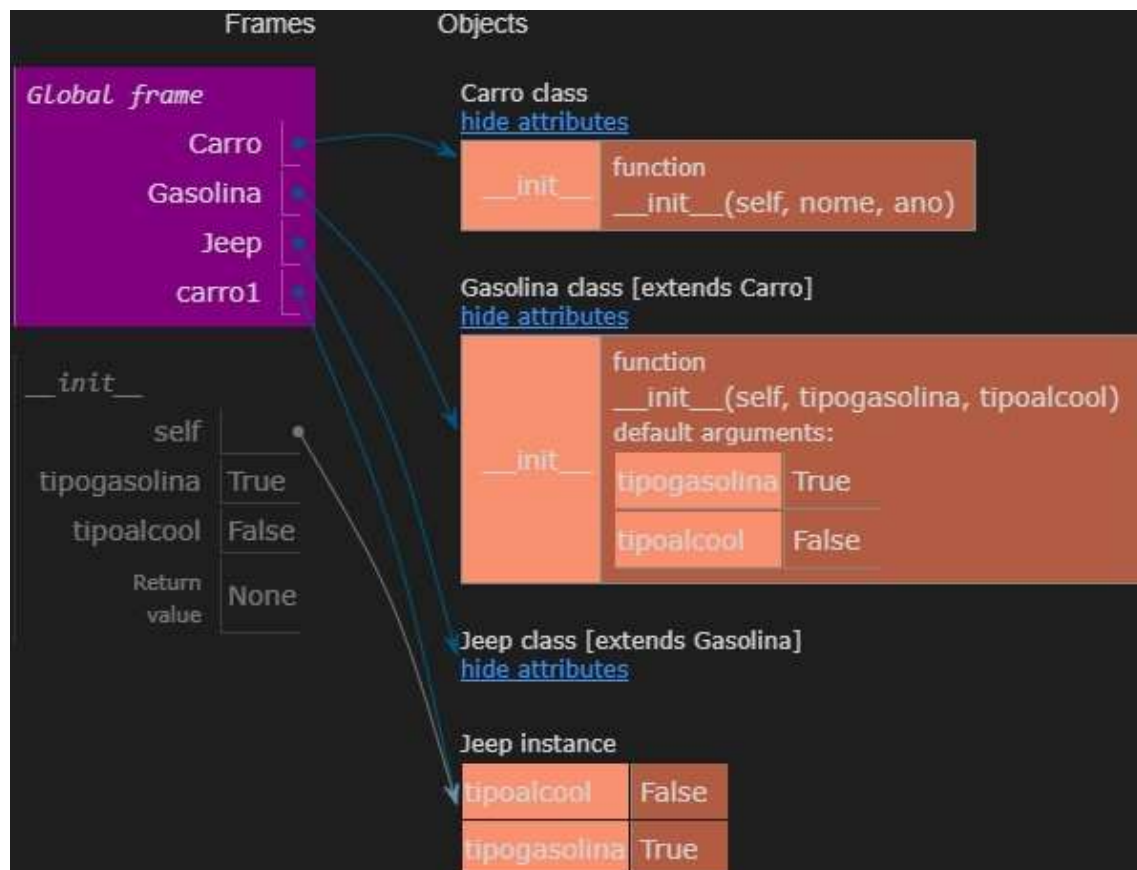 Frames Objects
Global frame
Carro
Gasolina
Jeep
carro1
__init__
self
tipogasolina True
tipoalcool False
Return
value None
Carro class
hide attributes
__init__
function
__init__(self, nome, ano)
Gasolina class [extends Carro]
hide attributes
__init__
function
__init__(self, tipogasolina, tipoalcool)
default arguments:
tipogasolina True
tipoalcool False
Jeep class [extends Gasolina]
hide attributes
Jeep instance
tipoalcool False
tipogasolina True